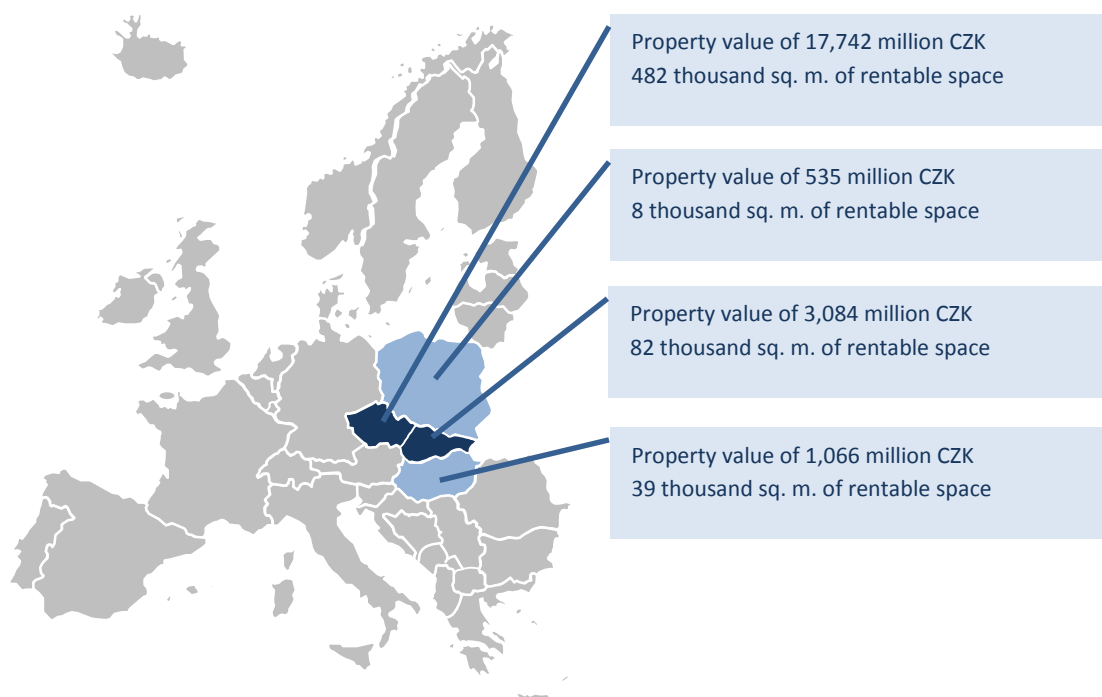 Property value of 17,742 million CZK
482 thousand sq. m. of rentable space
Property value of 535 million CZK
8 thousand sq. m. of rentable space
Property value of 3,084 million CZK
82 thousand sq. m. of rentable space
Property value of 1,066 million CZK
39 thousand sq. m. of rentable space